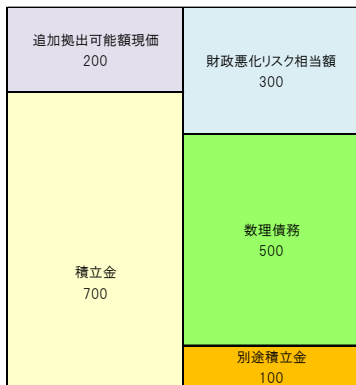 追加拠出可能額現価
200
財政悪化リスク相当額
300
積立金
700
数理債務
500
別途積立金
100